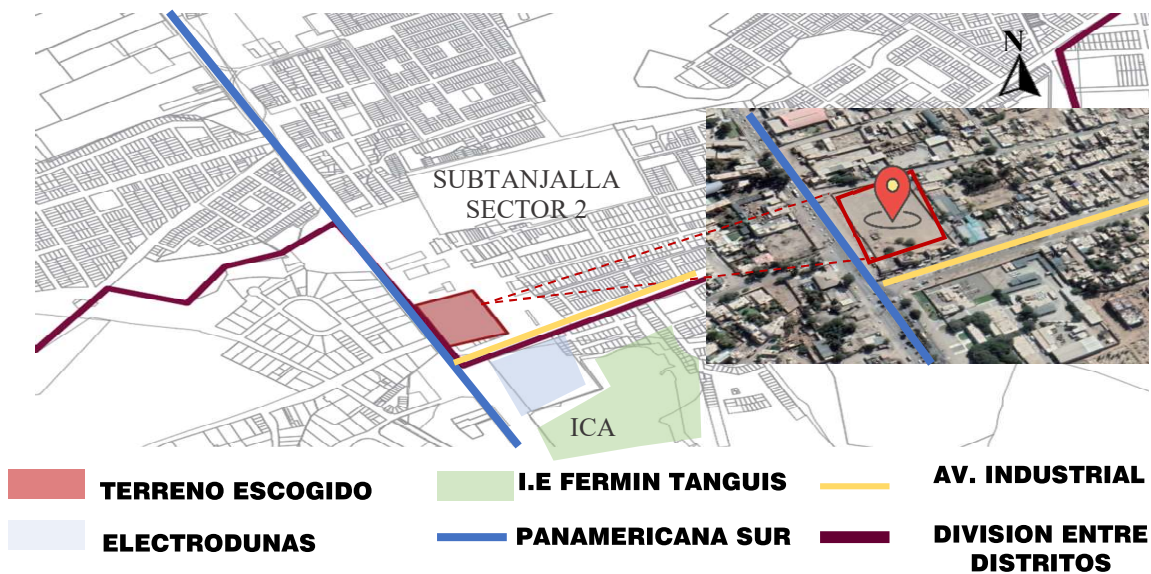 N
SUBTANJALLA
SECTOR 2
ICA
TERRENO ESCOGIDO
I.E FERMIN TANGUIS
AV. INDUSTRIAL
ELECTRODUNAS
PANAMERICANA SUR
DIVISION ENTRE
DISTRITOS